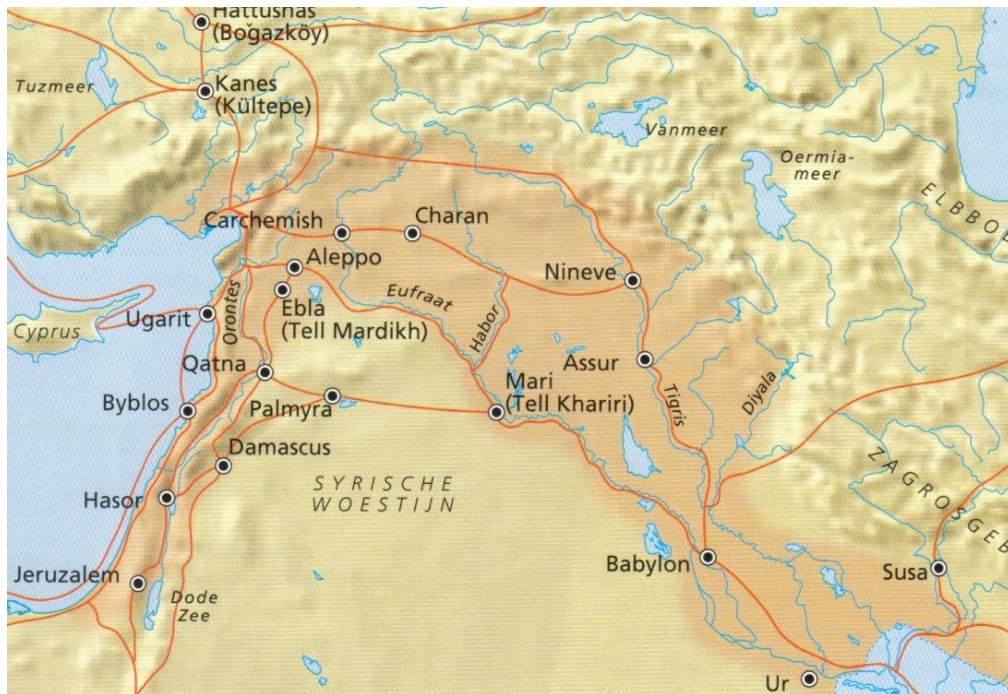 Hattushas
(Boğazköy)
Tuzmeer
Kanes
(Kültepe)
Vanmeer
Oermia-
meer
ELBBOE
Carchemish
Charan
Aleppo
Nineve
Ebla
(Tell Mardikh)
Eufraat
Orontes
Habor
Cyprus
Ugarit
Qatna
Assur
Mari
(Tell Khariri)
Tigris
Diyala
Byblos
Palmyra
Damascus
ZAGROSGEB
SYRISCHE
WOESTIJN
Hasor
Babylon
Susa
Jeruzalem
Dode
Zee
Ur